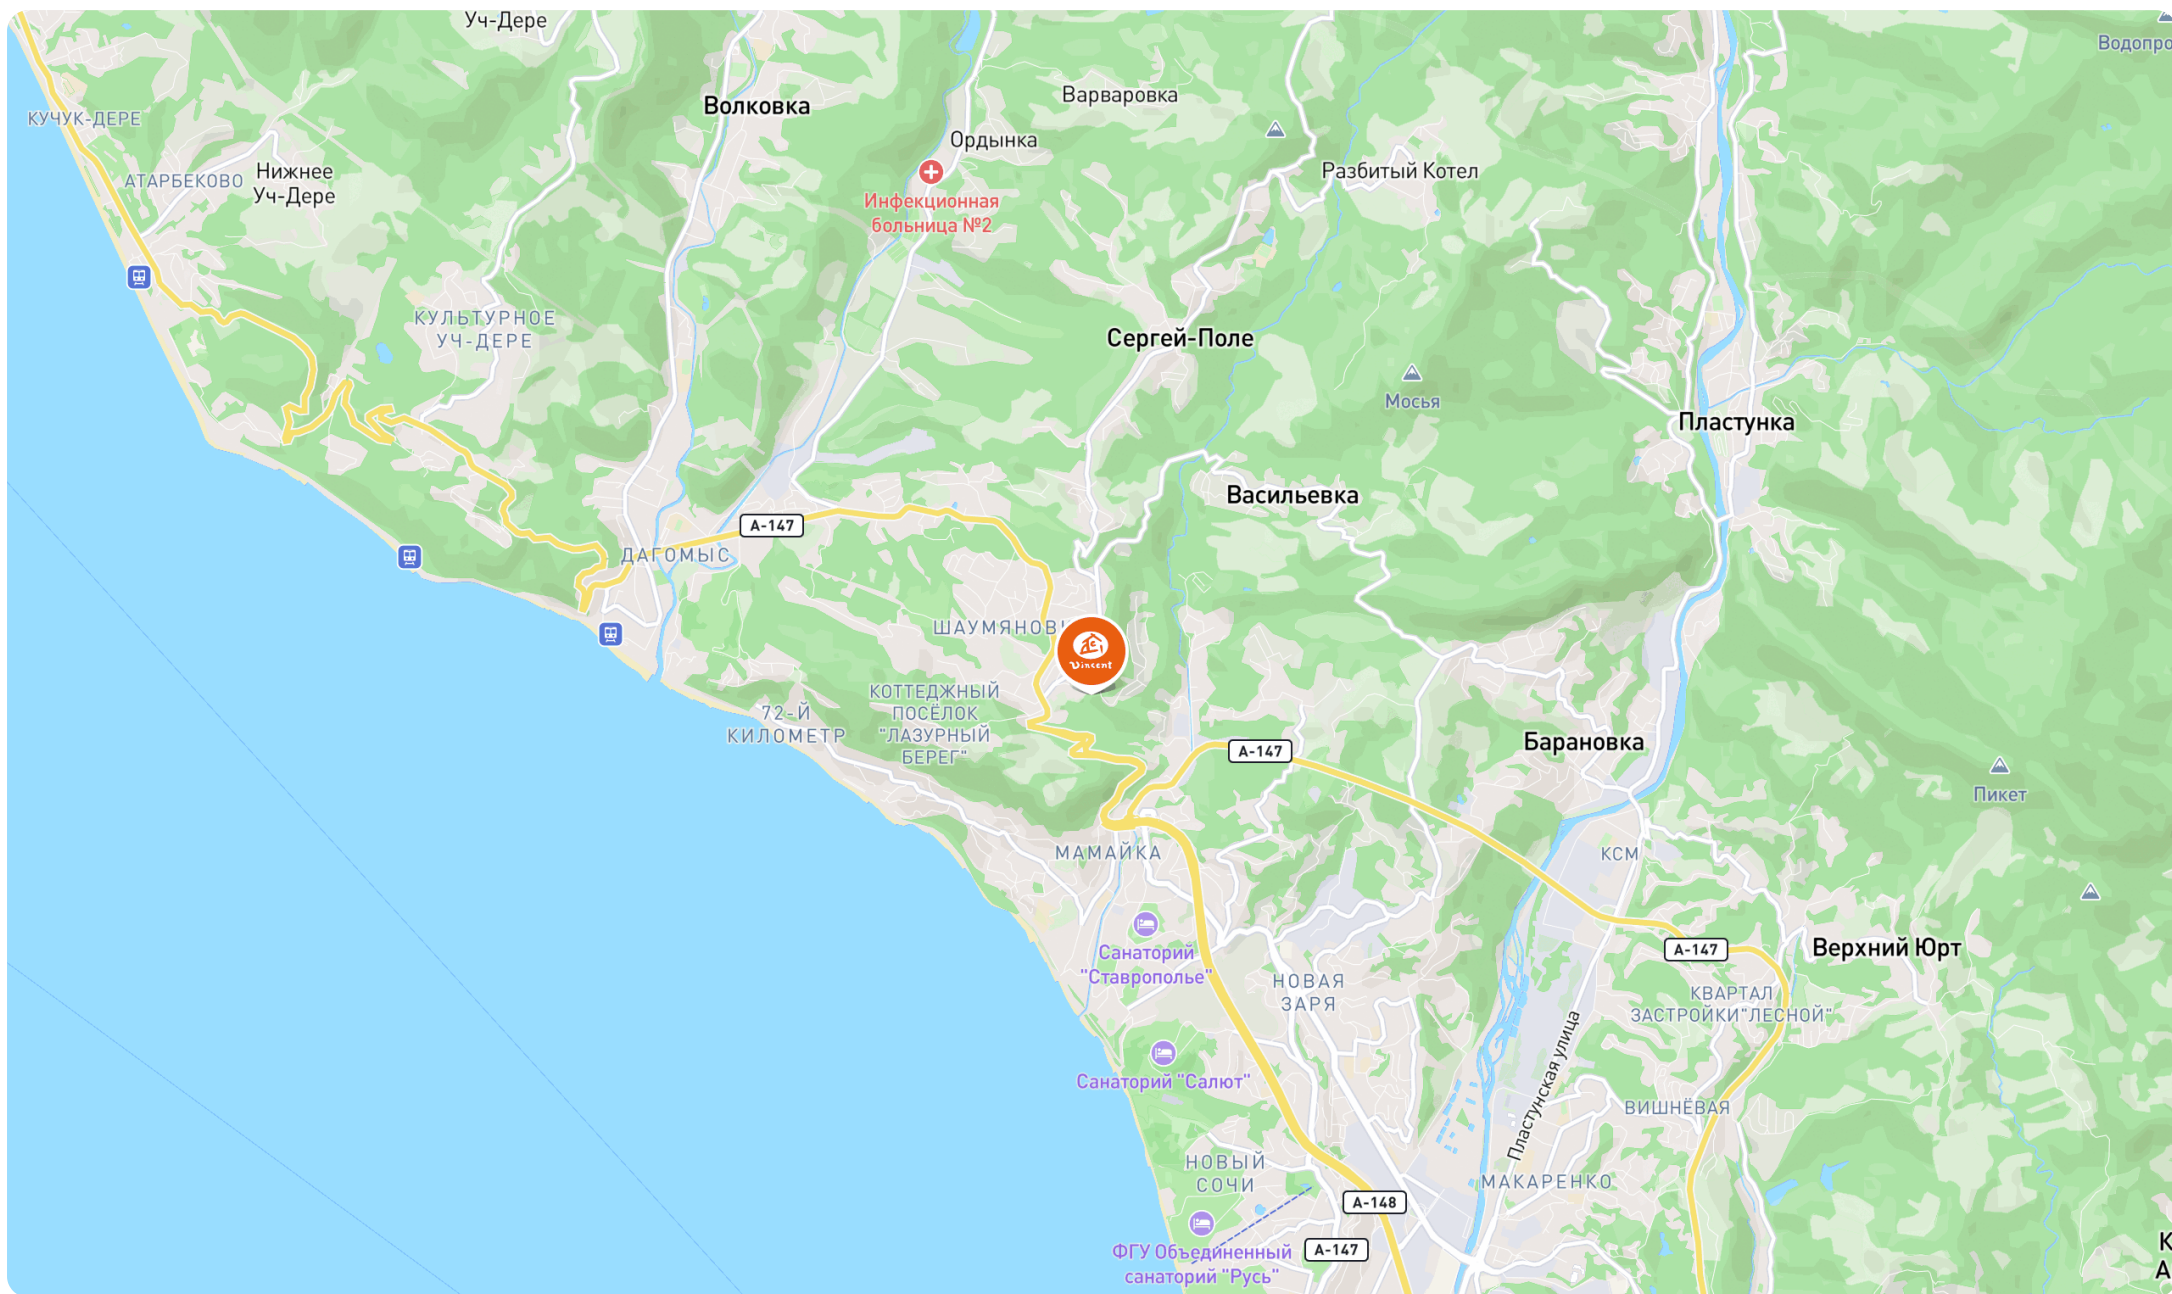 Уч-Дере
Водопро
Варваровка
Волковка
КУЧУК-ДЕРЕ
Ордынка
Нижнее
Уч-Дере
АТАРБЕКОВО
Разбитый Котел
Инфекционная
больница №2
КУЛЬТУРНОЕ
УЧ-ДЕРЕ
Сергей-Поле
Мосья
Пластунка
Васильевка
А-147
ДАГОМЫС
ШАУМЯНОВ
Vincent
КОТТЕДЖНЫЙ
ПОСЁЛОК
"ЛАЗУРНЫЙ
БЕРЕГ"
72-Й
КИЛОМЕТР
А-147
Барановка
Пикет
МАМАЙКА
КСМ
Санаторий
"Ставрополье"
А-147
Верхний Юрт
НОВАЯ
ЗАРЯ
КВАРТАЛ
ЗАСТРОЙКИ"ЛЕСНОЙ"
Пластунская улица
Санаторий "Салют"
ВИШНЁВАЯ
НОВЫЙ
СОЧИ
МАКАРЕНКО
А-148
А-147
ФГУ Объединенный
санаторий "Русь"
К
А